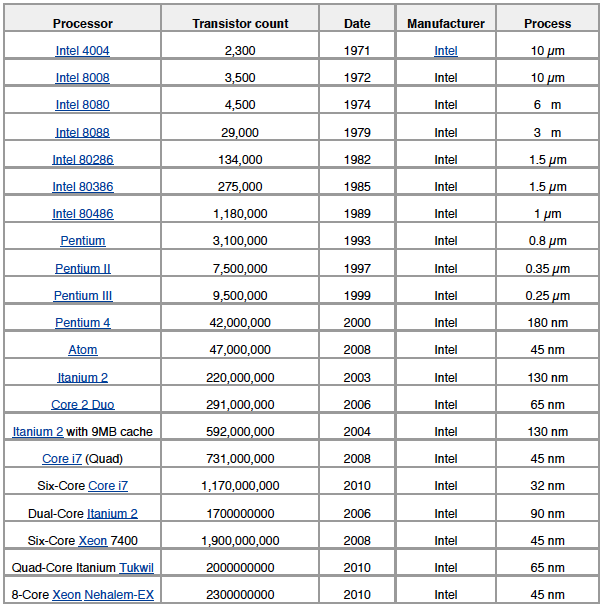 Processor Transistor count Date Manufacturer Process
Intel 4004 2,300 1971 Intel 10 µm
Intel 8008 3,500 1972 Intel 10 µm
Intel 8080 4,500 1974 Intel 6 m
Intel 8088 29,000 1979 Intel 3 m
Intel 80286 134,000 1982 Intel 1.5 µm
Intel 80386 275,000 1985 Intel 1.5 µm
Intel 80486 1,180,000 1989 Intel 1 µm
Pentium 3,100,000 1993 Intel 0.8 µm
Pentium II 7,500,000 1997 Intel 0.35 µm
Pentium III 9,500,000 1999 Intel 0.25 µm
Pentium 4 42,000,000 2000 Intel 180 nm
Atom 47,000,000 2008 Intel 45 nm
Itanium 2 220,000,000 2003 Intel 130 nm
Core 2 Duo 291,000,000 2006 Intel 65 nm
Itanium 2 with 9MB cache 592,000,000 2004 Intel 130 nm
Core i7 (Quad) 731,000,000 2008 Intel 45 nm
Six-Core Core i7 1,170,000,000 2010 Intel 32 nm
Dual-Core Itanium 2 1700000000 2006 Intel 90 nm
Six-Core Xeon 7400 1,900,000,000 2008 Intel 45 nm
Quad-Core Itanium Tukwil 2000000000 2010 Intel 65 nm
8-Core Xeon Nehalem-EX 2300000000 2010 Intel 45 nm